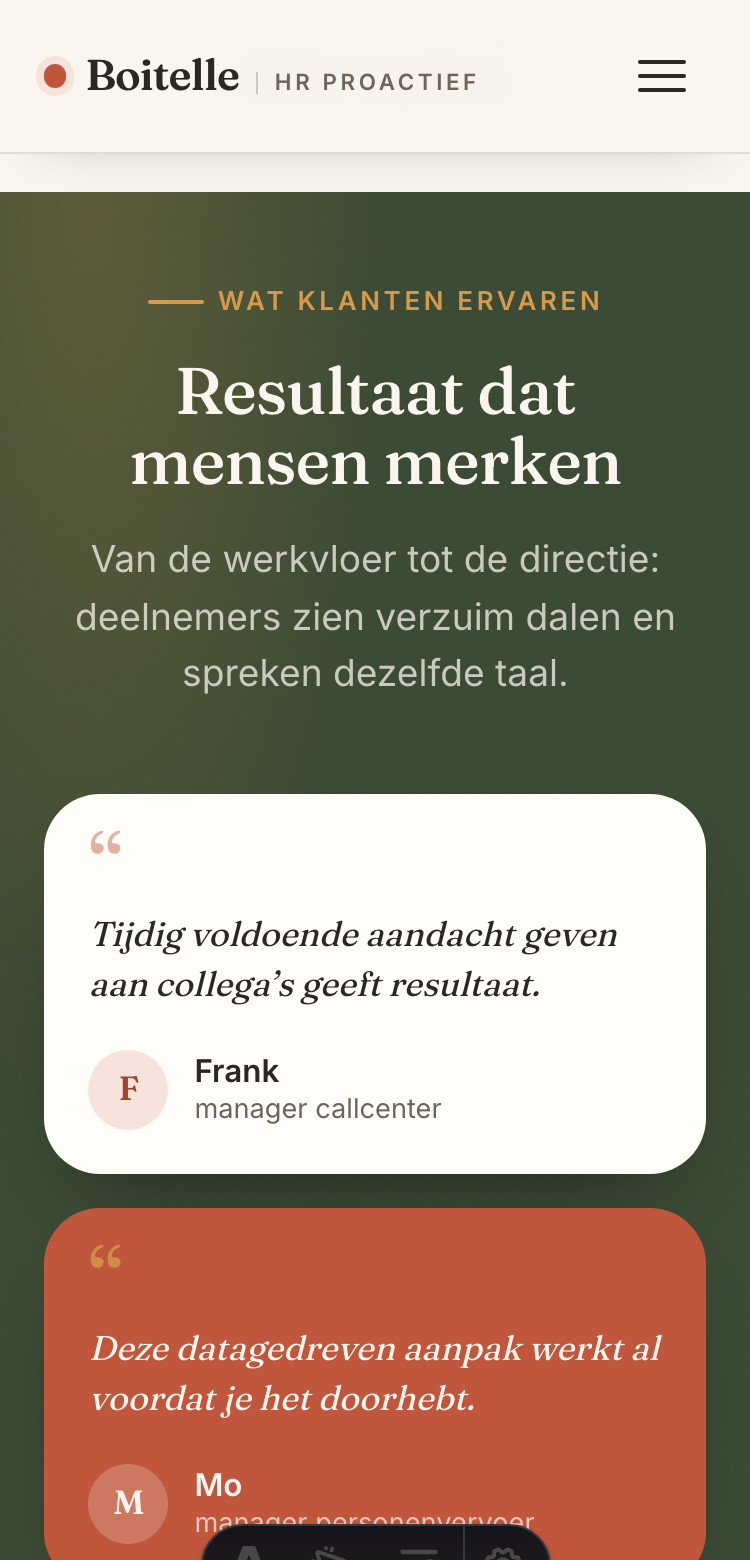 Boitelle | HR PROACTIEF
WAT KLANTEN ERVAREN
Resultaat dat
mensen merken
Van de werkvloer tot de directie:
deelnemers zien verzuim dalen en
spreken dezelfde taal.
“
Tijdig voldoende aandacht geven
aan collega’s geeft resultaat.
F
Frank
manager callcenter
“
Deze datagedreven aanpak werkt al
voordat je het doorhebt.
M
Mo
manager personenvervoer